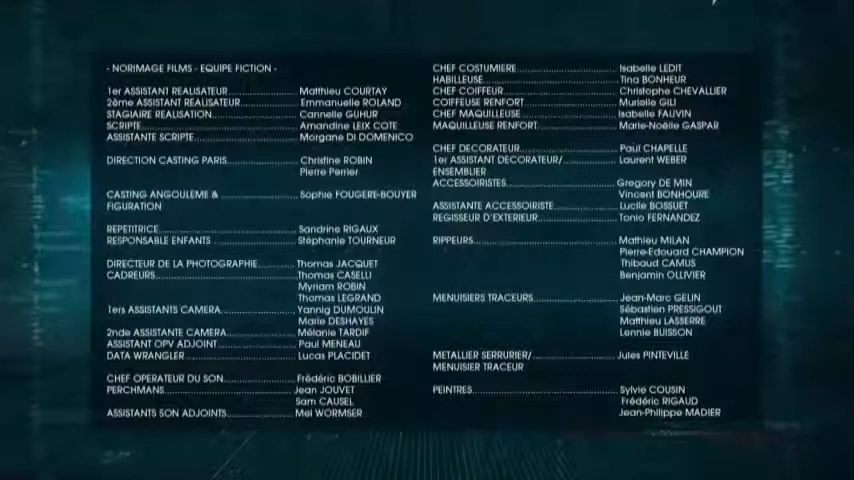 - NORIMAGE FILMS - EQUIPE FICTION -
1er ASSISTANT REALISATEUR.................... Matthieu COURTAY
2ème ASSISTANT REALISATEUR................ Emmanuelle ROLAND
STAGIAIRE REALISATION......................... Cannelle GUHUR
SCRIPTE............................................... Amandine LEIX COTE
ASSISTANTE SCRIPTE............................... Morgane DI DOMENICO
DIRECTION CASTING PARIS.................... Christine ROBIN
Pierre Perrier
CASTING ANGOULEME & ...................... Sophie FOUGERE-BOUYER
FIGURATION
REPETITRICE......................................... Sandrine RIGAUX
RESPONSABLE ENFANTS ........................ Stéphanie TOURNEUR
DIRECTEUR DE LA PHOTOGRAPHIE............ Thomas JACQUET
CADREURS.......................................... Thomas CASELLI
Myriam ROBIN
Thomas LEGRAND
1ers ASSISTANTS CAMERA...................... Yannig DUMOULIN
Marie DESHAYES
2nde ASSISTANTE CAMERA.................... Mélanie TARDIF
ASSISTANT OPV ADJOINT...................... Paul MENEAU
DATA WRANGLER................................. Lucas PLACIDET
CHEF OPERATEUR DU SON..................... Frédéric BOBILLIER
PERCHMANS........................................ Jean JOUVET
Sam CAUSEL
ASSISTANTS SON ADJOINTS.................... Mel WORMSER
CHEF COSTUMIERE............................... Isabelle LEDIT
HABILLEUSE......................................... Tina BONHEUR
CHEF COIFFEUR................................... Christophe CHEVALLIER
COIFFEUSE RENFORT............................. Murielle GILI
CHEF MAQUILLEUSE............................. Isabelle FAUVIN
MAQUILLEUSE RENFORT........................ Marie-Noëlle GASPAR
CHEF DECORATEUR.............................. Paul CHAPELLE
1er ASSISTANT DECORATEUR/................. Laurent WEBER
ENSEMBLIER
ACCESSOIRISTES................................... Gregory DE MIN
Vincent BONHOURE
ASSISTANTE ACCESSOIRISTE.................... Lucile BOSSUET
REGISSEUR D'EXTERIEUR......................... Tonio FERNANDEZ
RIPPEURS............................................ Mathieu MILAN
Pierre-Edouard CHAMPION
Thibaud CAMUS
Benjamin OLLIVIER
MENUISIERS TRACEURS.......................... Jean-Marc GELIN
Sébastien PRESSIGOUT
Matthieu LASSERRE
Lennie BUISSON
METALLIER SERRURIER/.......................... Jules PINTEVILLE
MENUISIER TRACEUR
PEINTRES............................................. Sylvie COUSIN
Frédéric RIGAUD
Jean-Philippe MADIER